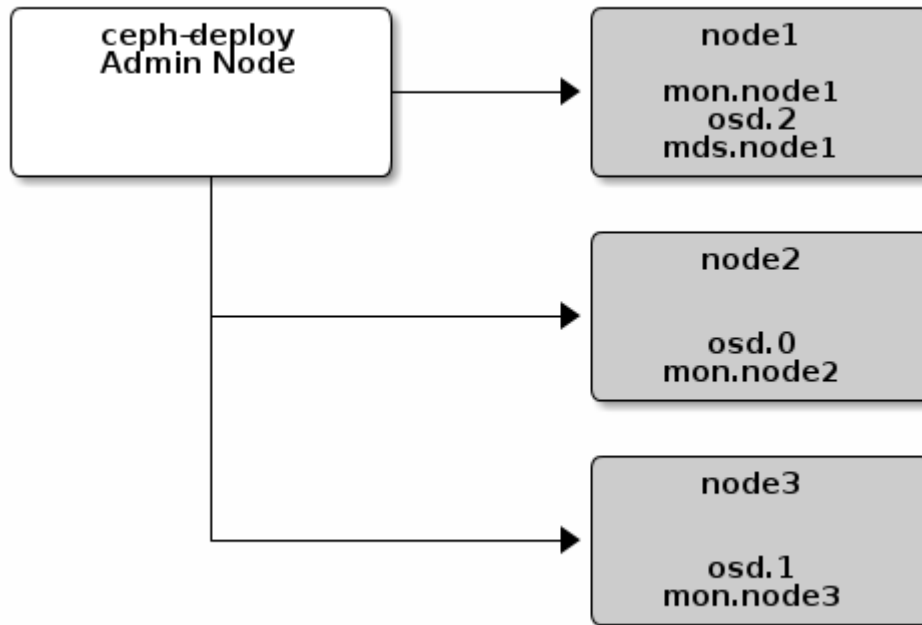 ceph-deploy
Admin Node
node1
mon.node1
osd.2
mds.node1
node2
osd.0
mon.node2
node3
osd.1
mon.node3